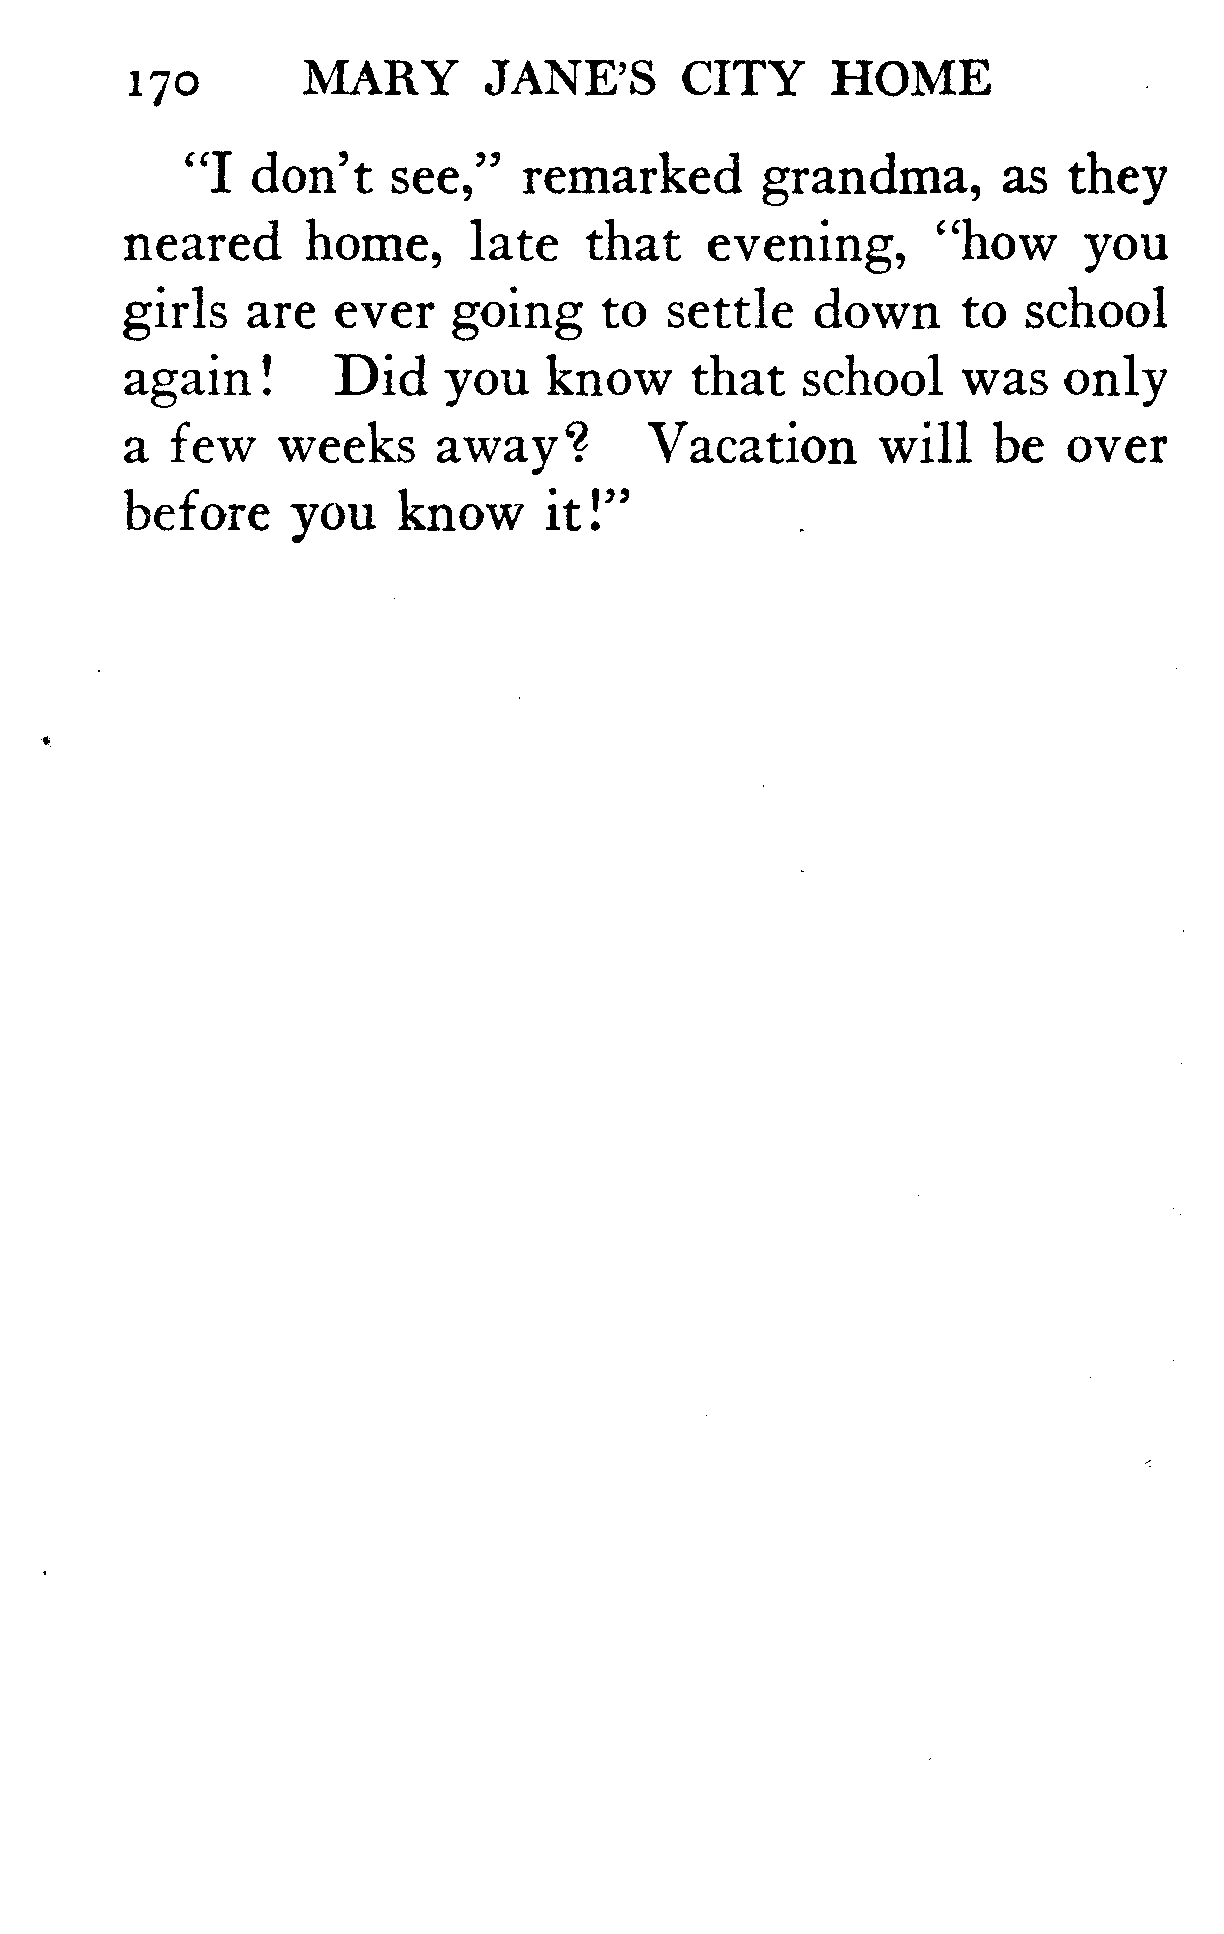 170 MARY JANE'S CITY HOME
"I don't see," remarked grandma, as they
neared home, late that evening, "how you
girls are ever going to settle down to school
again! Did you know that school was only
a few weeks away? Vacation will be over
before you know it!"